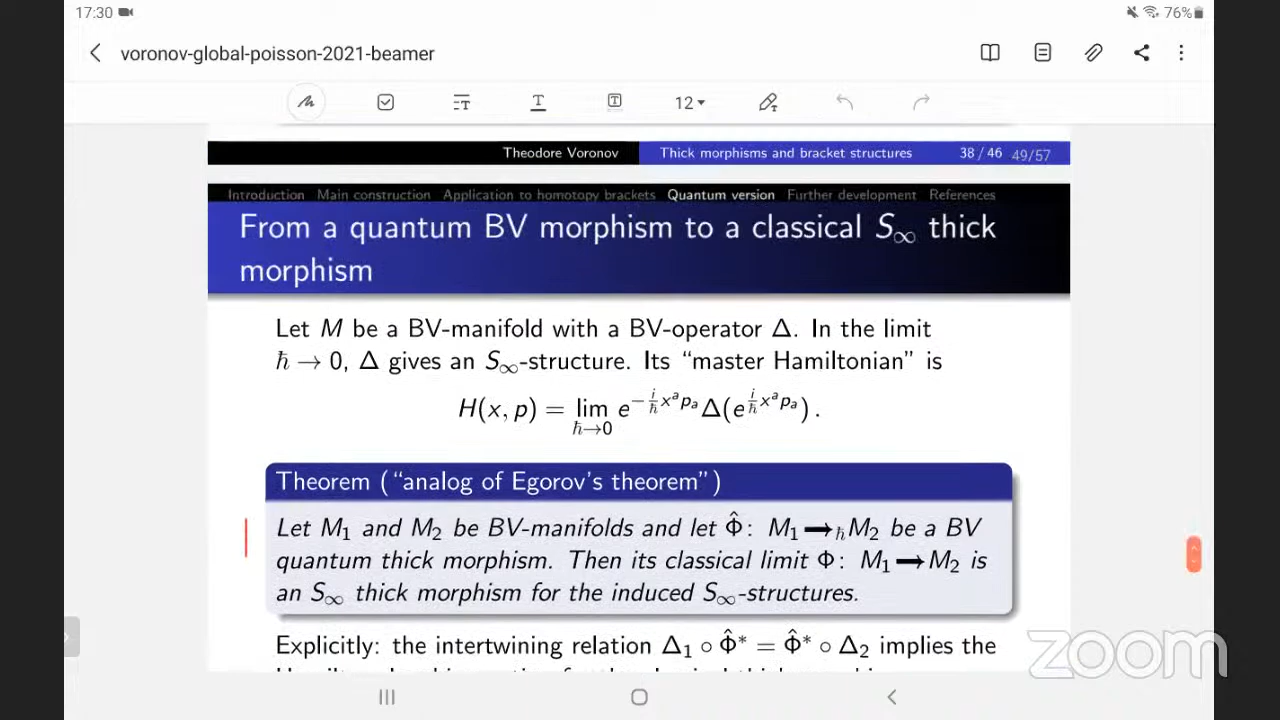 17:30
76%
voronov-global-poisson-2021-beamer
12
Theodore Voronov Thick morphisms and bracket structures 38 / 46 49/57
Introduction Main construction Application to homotopy brackets Quantum version Further development References
From a quantum BV morphism to a classical S∞ thick
morphism
Let M be a BV-manifold with a BV-operator Δ. In the limit
ħ → 0, Δ gives an S∞-structure. Its “master Hamiltonian” is
H(x, p) = lim_{ħ→0} e^{−\frac{i}{ħ}x^a p_a} Δ(e^{\frac{i}{ħ}x^a p_a}) .
Theorem (“analog of Egorov’s theorem”)
Let M₁ and M₂ be BV-manifolds and let Φ̂: M₁ ➞ħ M₂ be a BV
quantum thick morphism. Then its classical limit Φ: M₁ ➞ M₂ is
an S∞ thick morphism for the induced S∞-structures.
Explicitly: the intertwining relation Δ₁ ∘ Φ̂* = Φ̂* ∘ Δ₂ implies the
zoom